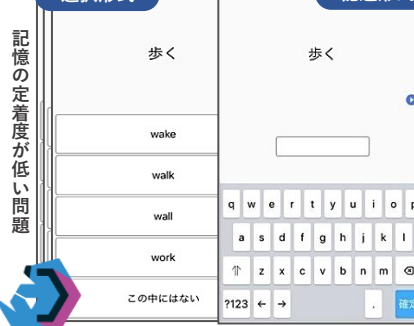 記憶の定着度が低い問題
歩く
wake
walk
wall
work
この中にはない
歩く
q w e r t y u i o p
a s d f g h j k l
z x c v b n m
?123 ← → .